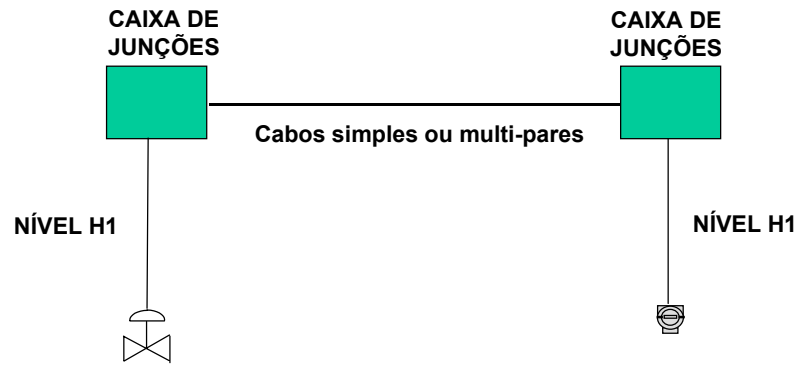 CAIXA DE
JUNÇÕES
CAIXA DE
JUNÇÕES
Cabos simples ou multi-pares
NÍVEL H1
NÍVEL H1